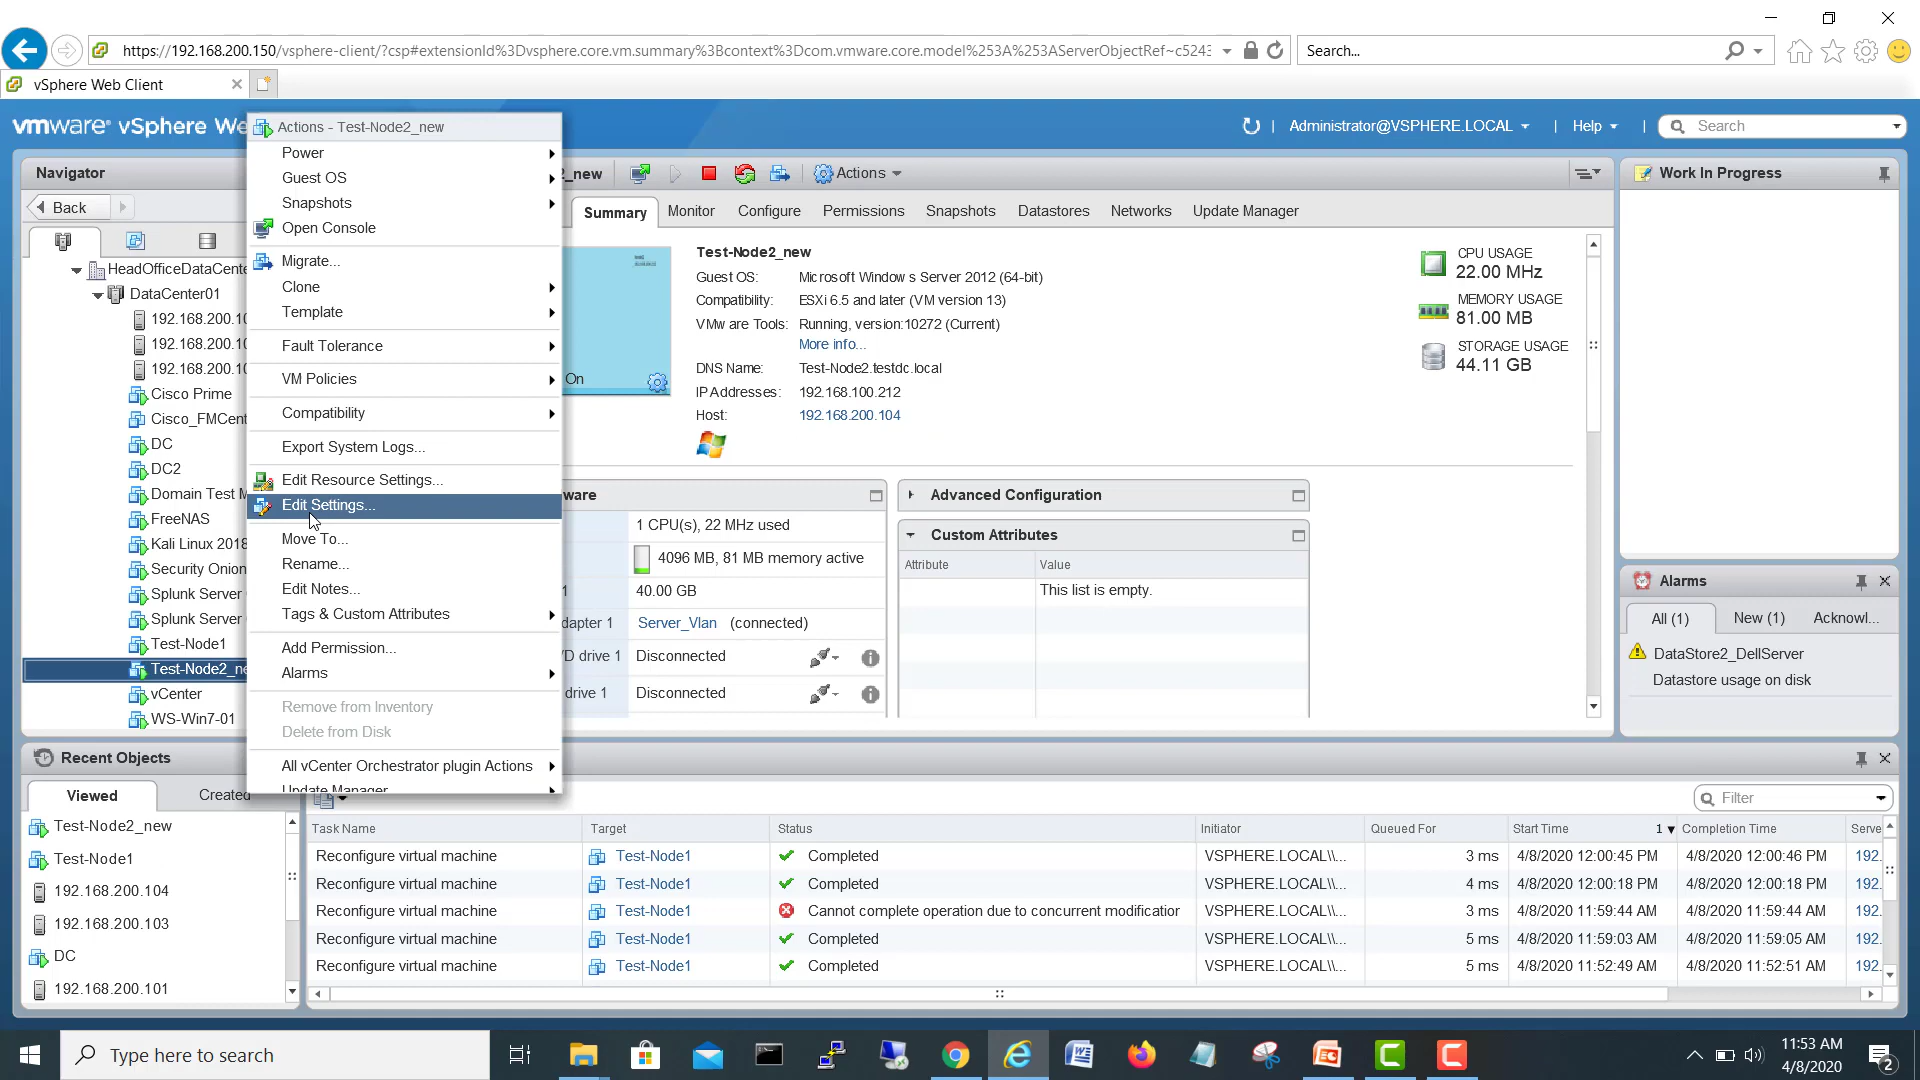 https://192.168.200.150/vsphere-client/?csp#extensionId%3Dvsphere.core.vm.summary%3Bcontext%3Dcom.vmware.core.model%253A%253AServerObjectRef~c5243
Search...
vSphere Web Client
vmware® vSphere We
Administrator@VSPHERE.LOCAL
Help
Search
Navigator
Back
HeadOfficeDataCente
DataCenter01
192.168.200.10
192.168.200.10
192.168.200.10
Cisco Prime
Cisco_FMCent
DC
DC2
Domain Test M
FreeNAS
Kali Linux 2018
Security Onion
Splunk Server
Splunk Server
Test-Node1
Test-Node2_ne
vCenter
WS-Win7-01
Actions - Test-Node2_new
Power
Guest OS
Snapshots
Open Console
Migrate...
Clone
Template
Fault Tolerance
VM Policies
Compatibility
Export System Logs...
Edit Resource Settings...
Edit Settings...
Move To...
Rename...
Edit Notes...
Tags & Custom Attributes
Add Permission...
Alarms
Remove from Inventory
Delete from Disk
All vCenter Orchestrator plugin Actions
Update Manager
2_new
Actions
Summary
Monitor
Configure
Permissions
Snapshots
Datastores
Networks
Update Manager
On
Test-Node2_new
Guest OS: Microsoft Windows Server 2012 (64-bit)
Compatibility: ESXi 6.5 and later (VM version 13)
VMware Tools: Running, version:10272 (Current)
More info...
DNS Name: Test-Node2.testdc.local
IP Addresses: 192.168.100.212
Host: 192.168.200.104
CPU USAGE
22.00 MHz
MEMORY USAGE
81.00 MB
STORAGE USAGE
44.11 GB
ware
1 CPU(s), 22 MHz used
4096 MB, 81 MB memory active
1 40.00 GB
dapter 1 Server_Vlan (connected)
/D drive 1 Disconnected
drive 1 Disconnected
Advanced Configuration
Custom Attributes
Attribute
Value
This list is empty.
Work In Progress
Alarms
All (1)
New (1)
Acknowl...
DataStore2_DellServer
Datastore usage on disk
Recent Objects
Viewed
Created
Test-Node2_new
Test-Node1
192.168.200.104
192.168.200.103
DC
192.168.200.101
Filter
Task Name Target Status Initiator Queued For Start Time 1 Completion Time Serve
Reconfigure virtual machine Test-Node1 Completed VSPHERE.LOCAL\\... 3 ms 4/8/2020 12:00:45 PM 4/8/2020 12:00:46 PM 192.
Reconfigure virtual machine Test-Node1 Completed VSPHERE.LOCAL\\... 4 ms 4/8/2020 12:00:18 PM 4/8/2020 12:00:18 PM 192.
Reconfigure virtual machine Test-Node1 Cannot complete operation due to concurrent modification VSPHERE.LOCAL\\... 3 ms 4/8/2020 11:59:44 AM 4/8/2020 11:59:44 AM 192.
Reconfigure virtual machine Test-Node1 Completed VSPHERE.LOCAL\\... 5 ms 4/8/2020 11:59:03 AM 4/8/2020 11:59:05 AM 192.
Reconfigure virtual machine Test-Node1 Completed VSPHERE.LOCAL\\... 5 ms 4/8/2020 11:52:49 AM 4/8/2020 11:52:51 AM 192.
Type here to search
11:53 AM
4/8/2020
2